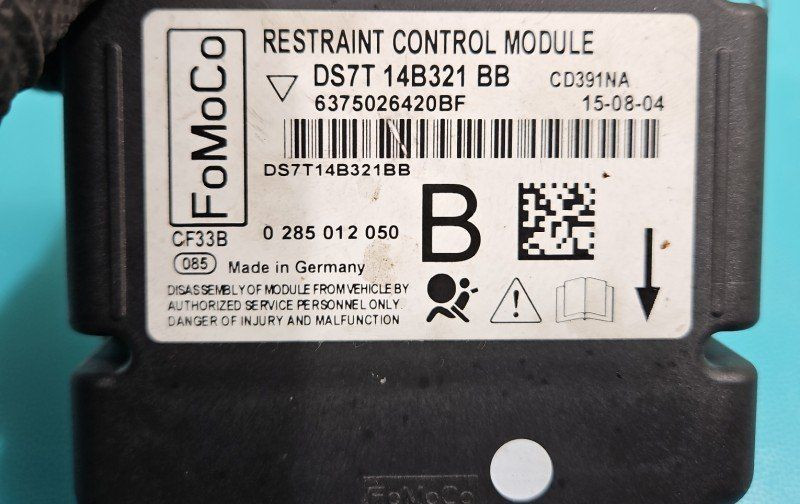 FoMoCo
RESTRAINT CONTROL MODULE
DS7T 14B321 BB CD391NA
6375026420BF 15-08-04
DS7T14B321BB
CF33B 0 285 012 050 B
085 Made in Germany
DISASSEMBLY OF MODULE FROM VEHICLE BY
AUTHORIZED SERVICE PERSONNEL ONLY.
DANGER OF INJURY AND MALFUNCTION
FoMoCo